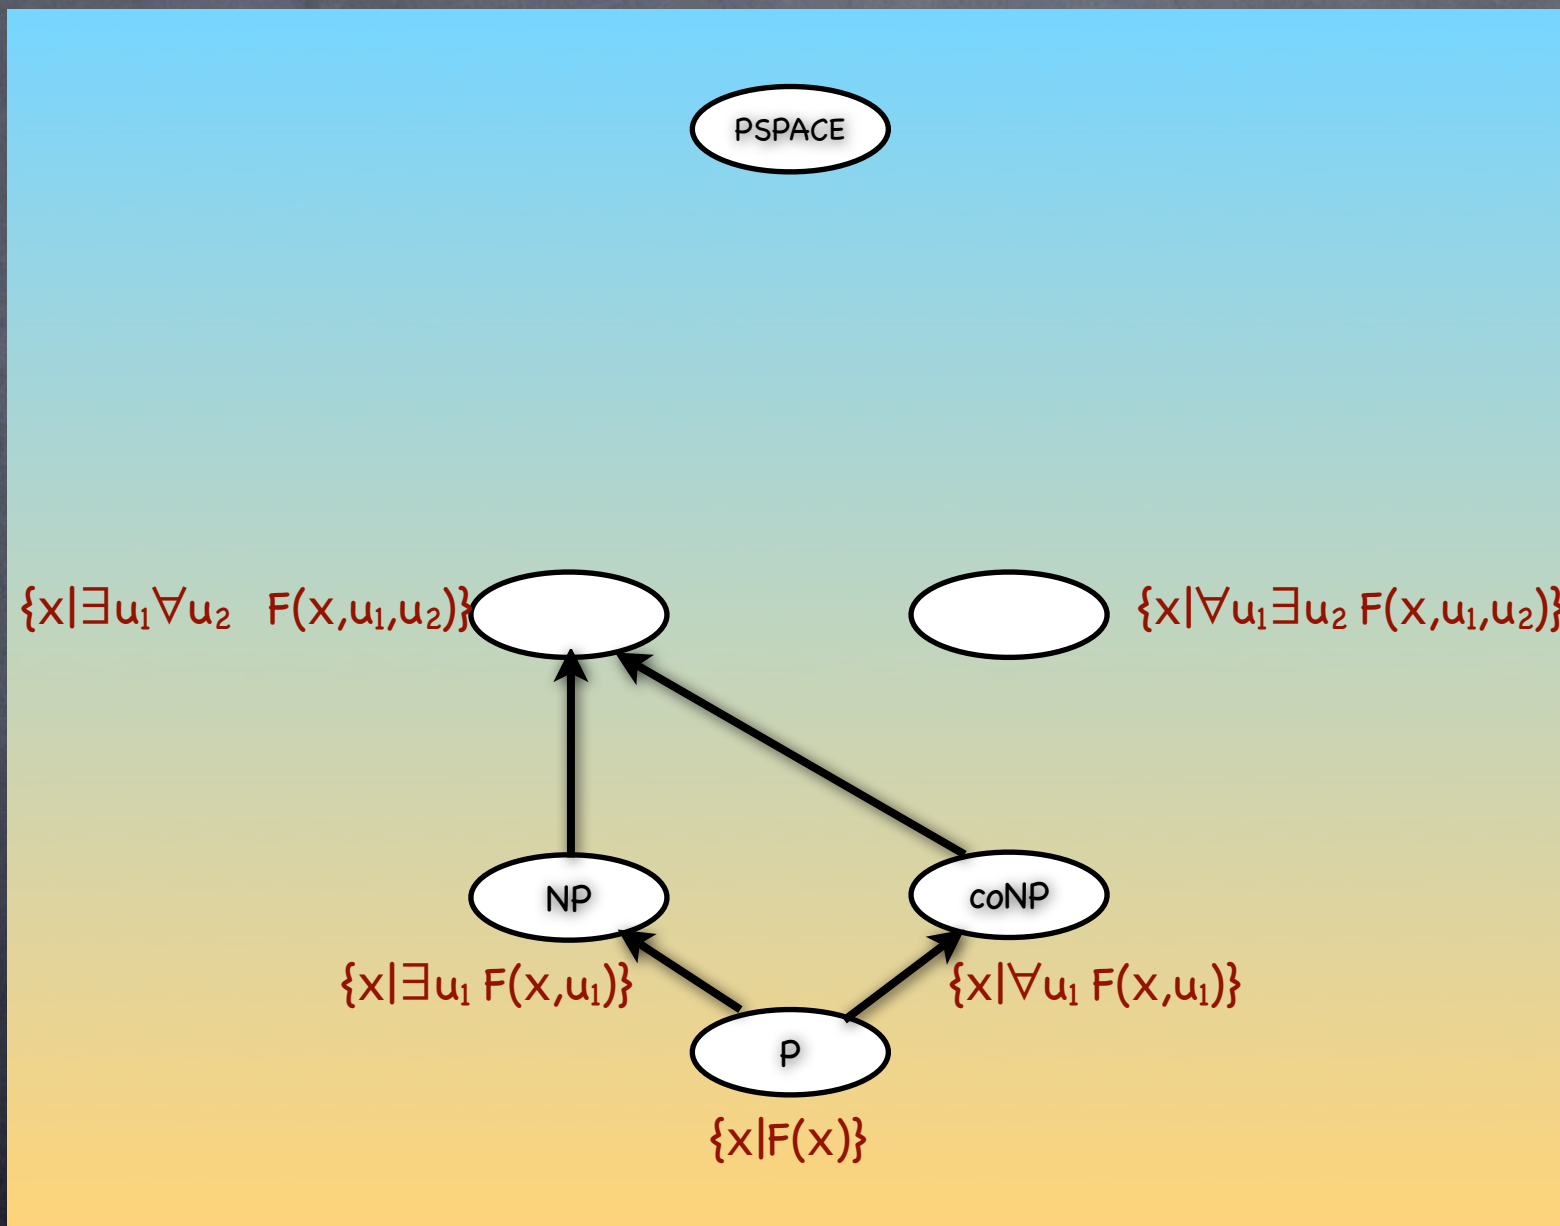 PSPACE
{x|∃u₁∀u₂ F(x,u₁,u₂)}
{x|∀u₁∃u₂ F(x,u₁,u₂)}
NP
coNP
{x|∃u₁ F(x,u₁)}
{x|∀u₁ F(x,u₁)}
P
{x|F(x)}